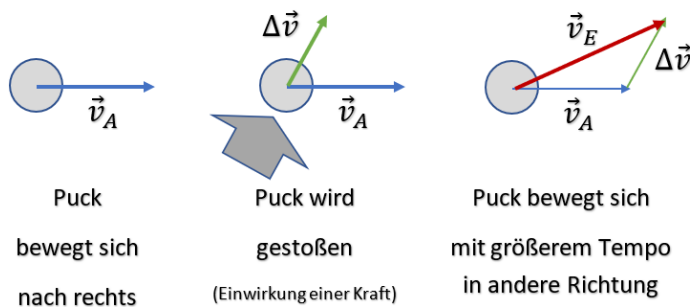 Δv⃗
v⃗_A
v⃗_A
v⃗_E
Δv⃗
v⃗_A
Puck
bewegt sich
nach rechts
Puck wird
gestoßen
(Einwirkung einer Kraft)
Puck bewegt sich
mit größerem Tempo
in andere Richtung